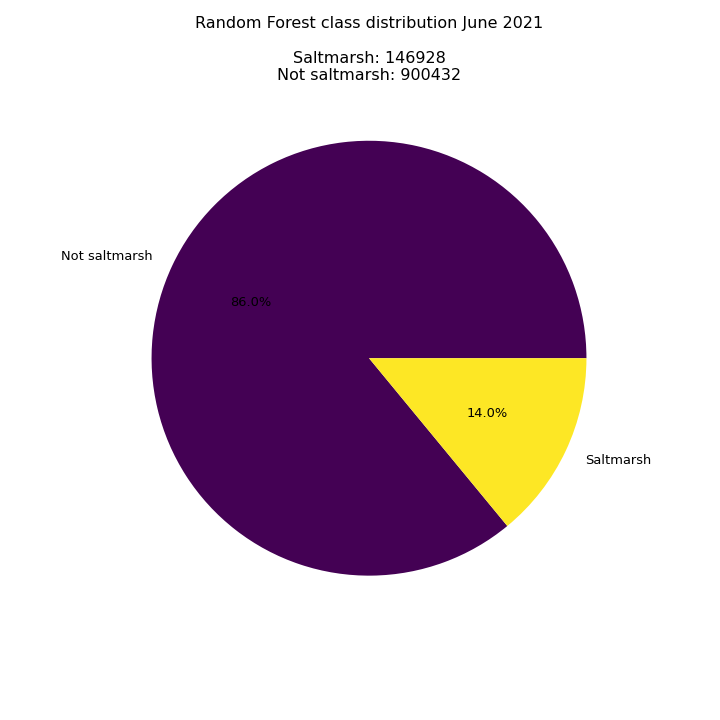 Random Forest class distribution June 2021
Saltmarsh: 146928
Not saltmarsh: 900432
Not saltmarsh
86.0%
14.0%
Saltmarsh